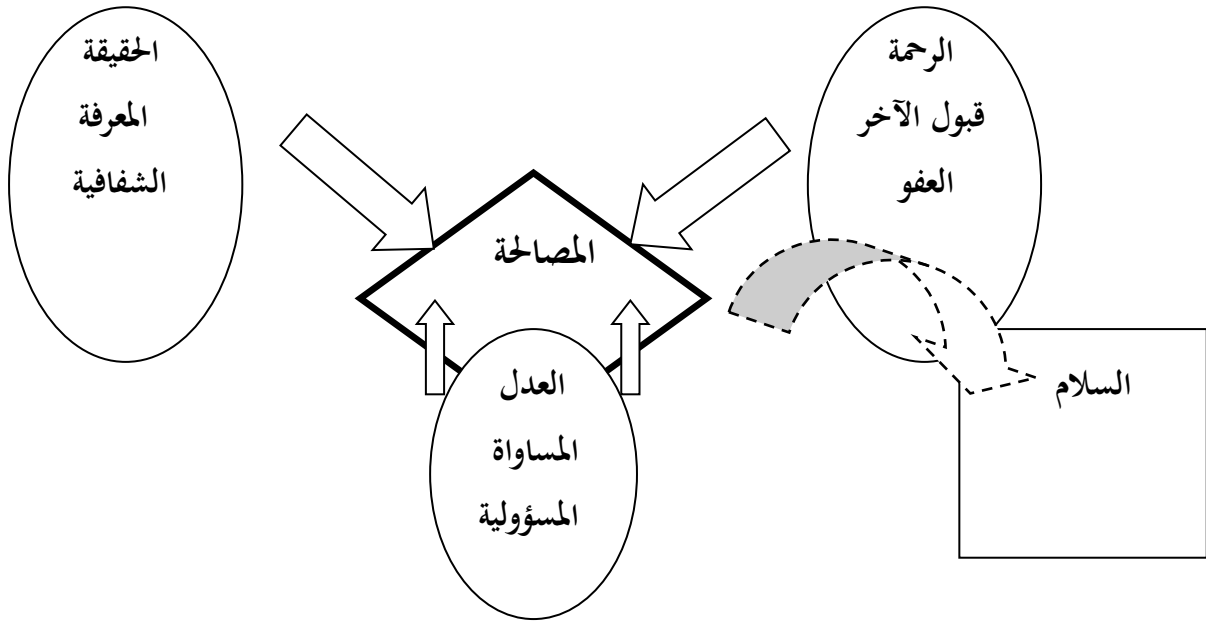 الرحمة
قبول الآخر
العفو
الحقيقة
المعرفة
الشفافية
المصالحة
العدل
المساواة
المسؤولية
السلام